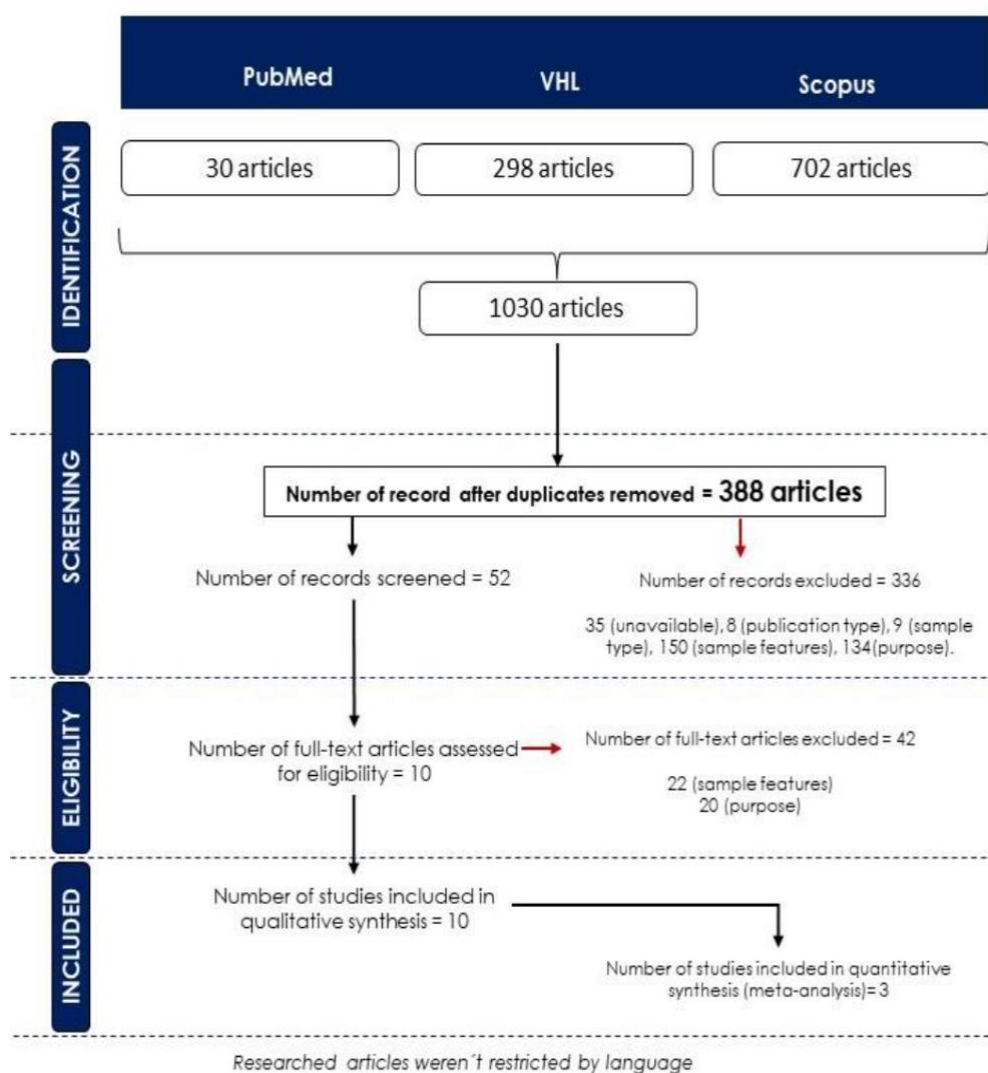 PubMed
VHL
Scopus
IDENTIFICATION
30 articles
298 articles
702 articles
1030 articles
SCREENING
Number of record after duplicates removed = 388 articles
Number of records screened = 52
Number of records excluded = 336
35 (unavailable), 8 (publication type), 9 (sample
type), 150 (sample features), 134(purpose).
ELIGIBILITY
Number of full-text articles assessed
for eligibility = 10
Number of full-text articles excluded = 42
22 (sample features)
20 (purpose)
INCLUDED
Number of studies included in
qualitative synthesis = 10
Number of studies included in quantitative
synthesis (meta-analysis)= 3
Researched articles weren´t restricted by language